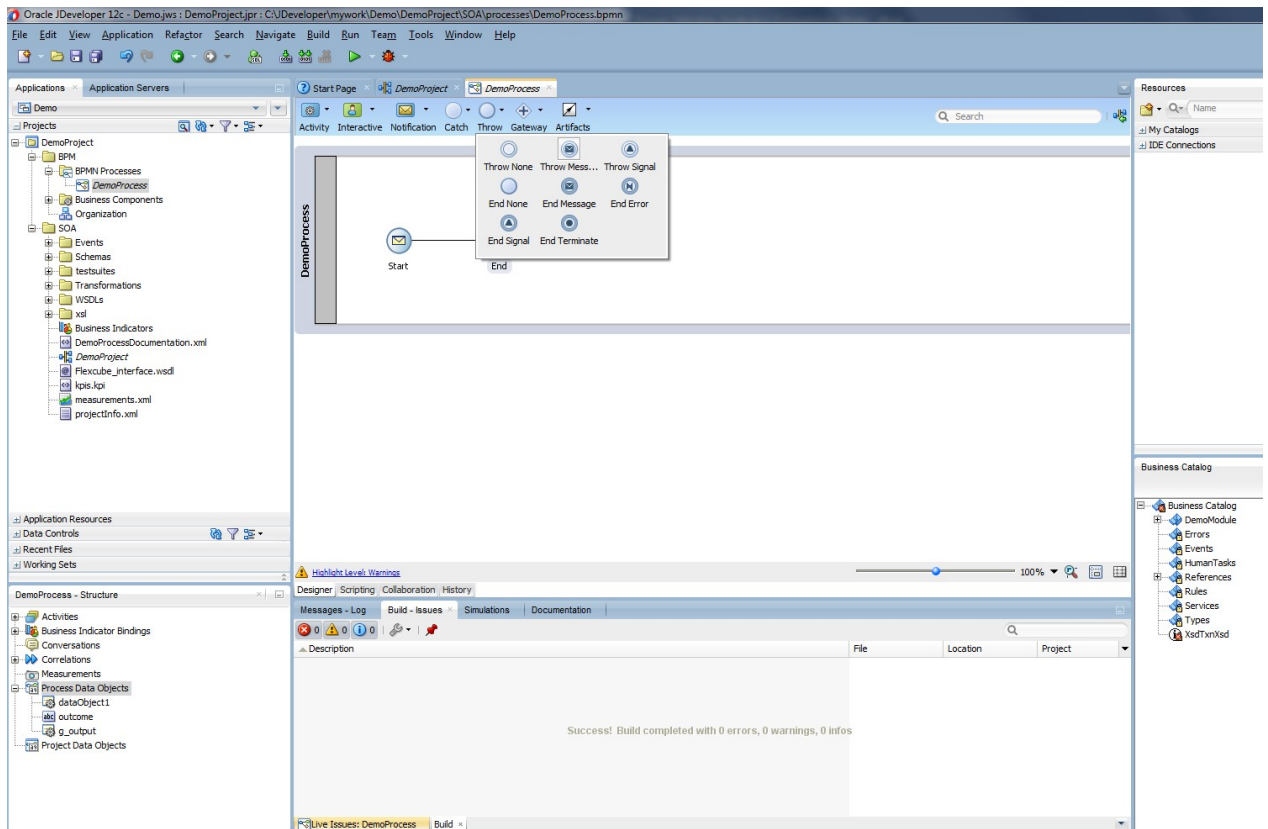 Oracle JDeveloper 12c - Demo.jws : DemoProject.jpr : C:\JDeveloper\mywork\Demo\DemoProject\SOA\processes\DemoProcess.bpmn
File Edit View Application Refactor Search Navigate Build Run Team Tools Window Help
Applications Application Servers
Demo
Projects
DemoProject
BPM
BPMN Processes
DemoProcess
Business Components
Organization
SOA
Events
Schemas
testsuites
Transformations
WSDLs
xsl
Business Indicators
DemoProcessDocumentation.xml
DemoProject
Flexcube_interface.wsdl
kpis.kpi
measurements.xml
projectInfo.xml
Application Resources
Data Controls
Recent Files
Working Sets
DemoProcess - Structure
Activities
Business Indicator Bindings
Conversations
Correlations
Measurements
Process Data Objects
dataObject1
abc outcome
g_output
Project Data Objects
Start Page DemoProject DemoProcess
Activity Interactive Notification Catch Throw Gateway Artifacts
Search
Throw None Throw Mess... Throw Signal
End None End Message End Error
End Signal End Terminate
DemoProcess
Start
End
Highlight Level: Warnings
100%
Designer Scripting Collaboration History
Messages - Log Build - Issues Simulations Documentation
0 0 0
Description File Location Project
Success! Build completed with 0 errors, 0 warnings, 0 infos
Live Issues: DemoProcess Build
Resources
Name
My Catalogs
IDE Connections
Business Catalog
Business Catalog
DemoModule
Errors
Events
HumanTasks
References
Rules
Services
Types
XsdTxnXsd